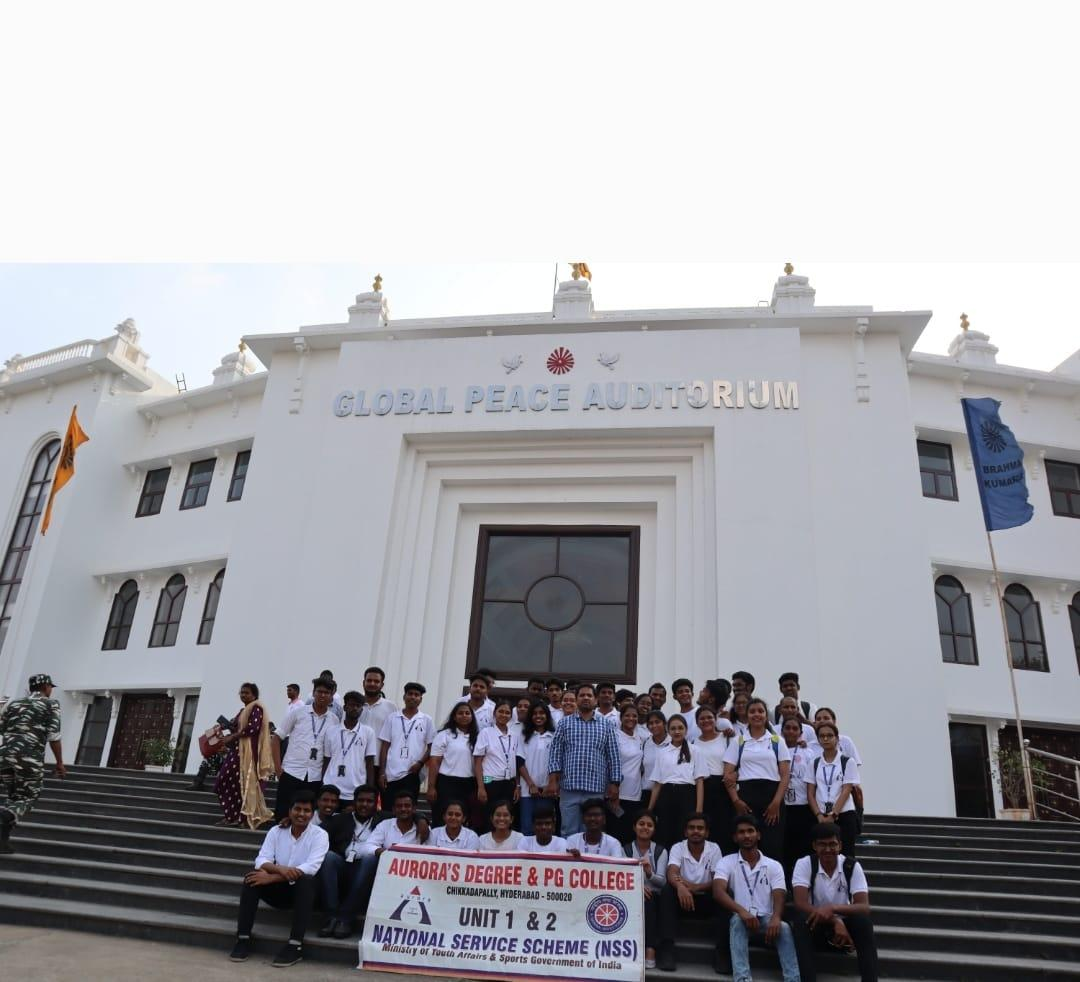 GLOBAL PEACE AUDITORIUM
BRAHMA
AURORA'S DEGREE & PG COLLEGE
CHIKKADAPALLY, HYDERABAD - 500020
UNIT 1 & 2
NATIONAL SERVICE SCHEME (NSS)
Ministry of Youth Affairs & Sports Government of India